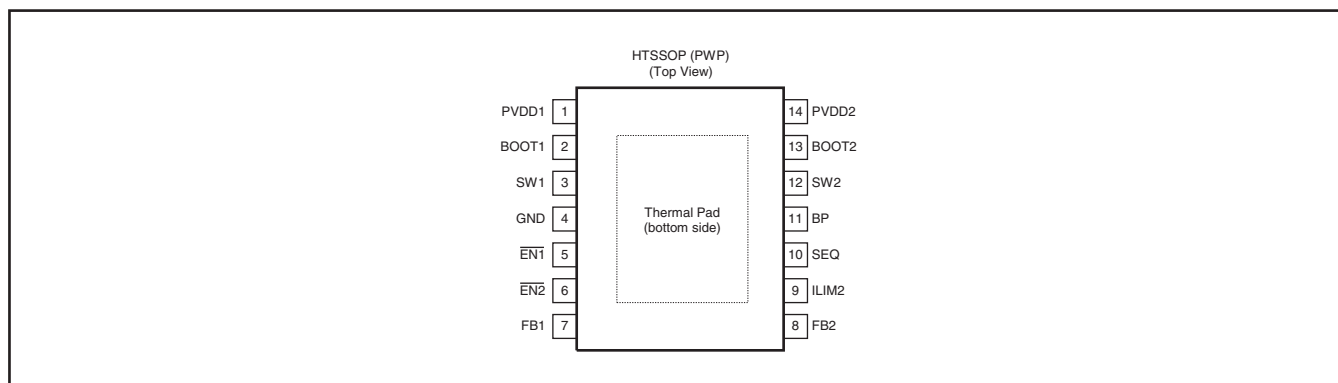 HTSSOP (PWP)
(Top View)
PVDD1 1 14 PVDD2
BOOT1 2 13 BOOT2
SW1 3 12 SW2
GND 4 11 BP
EN1 5 10 SEQ
EN2 6 9 ILIM2
FB1 7 8 FB2
Thermal Pad
(bottom side)